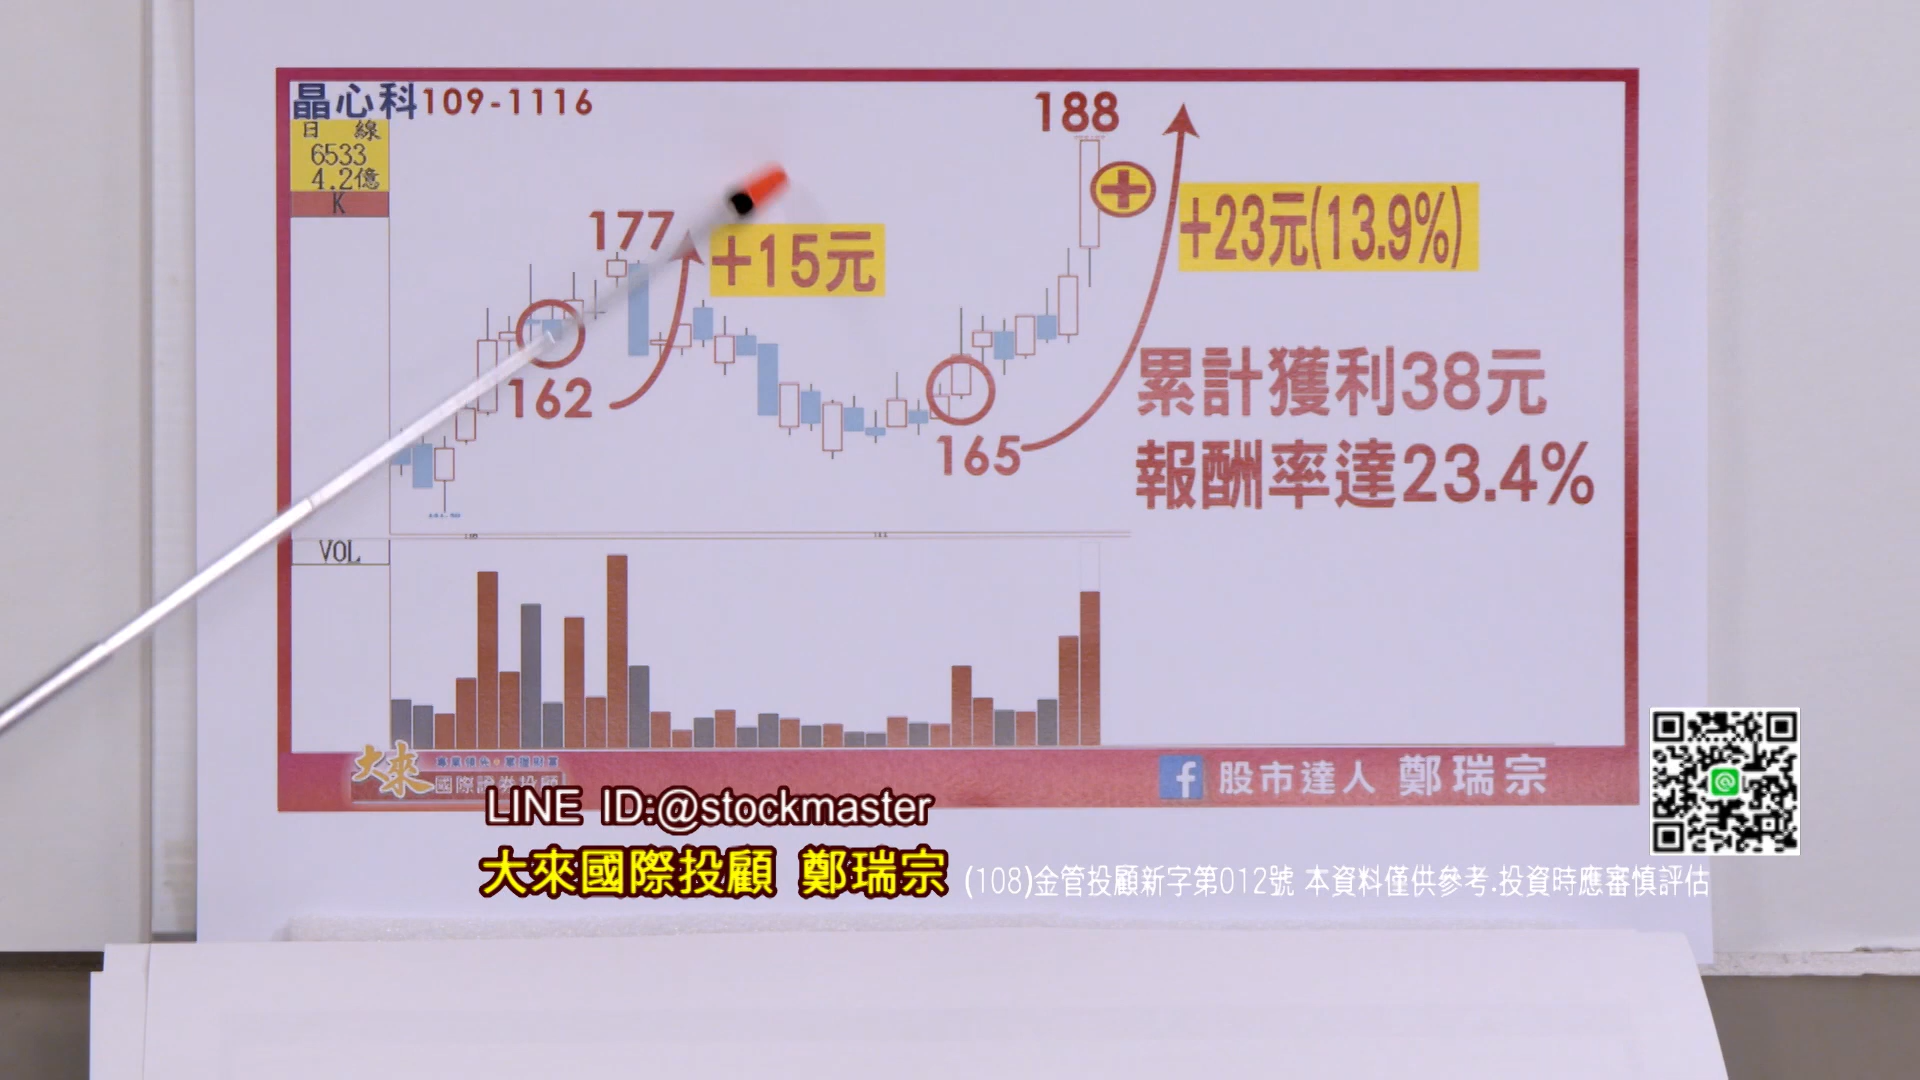 晶心科109-1116
日 線
6533
4.2億
K
188
+23元(13.9%)
177
+15元
162
165
累計獲利38元
報酬率達23.4%
VOL
大來
國際證券投顧
股市達人 鄭瑞宗
LINE ID:@stockmaster
大來國際投顧 鄭瑞宗
(108)金管投顧新字第012號 本資料僅供參考.投資時應審慎評估